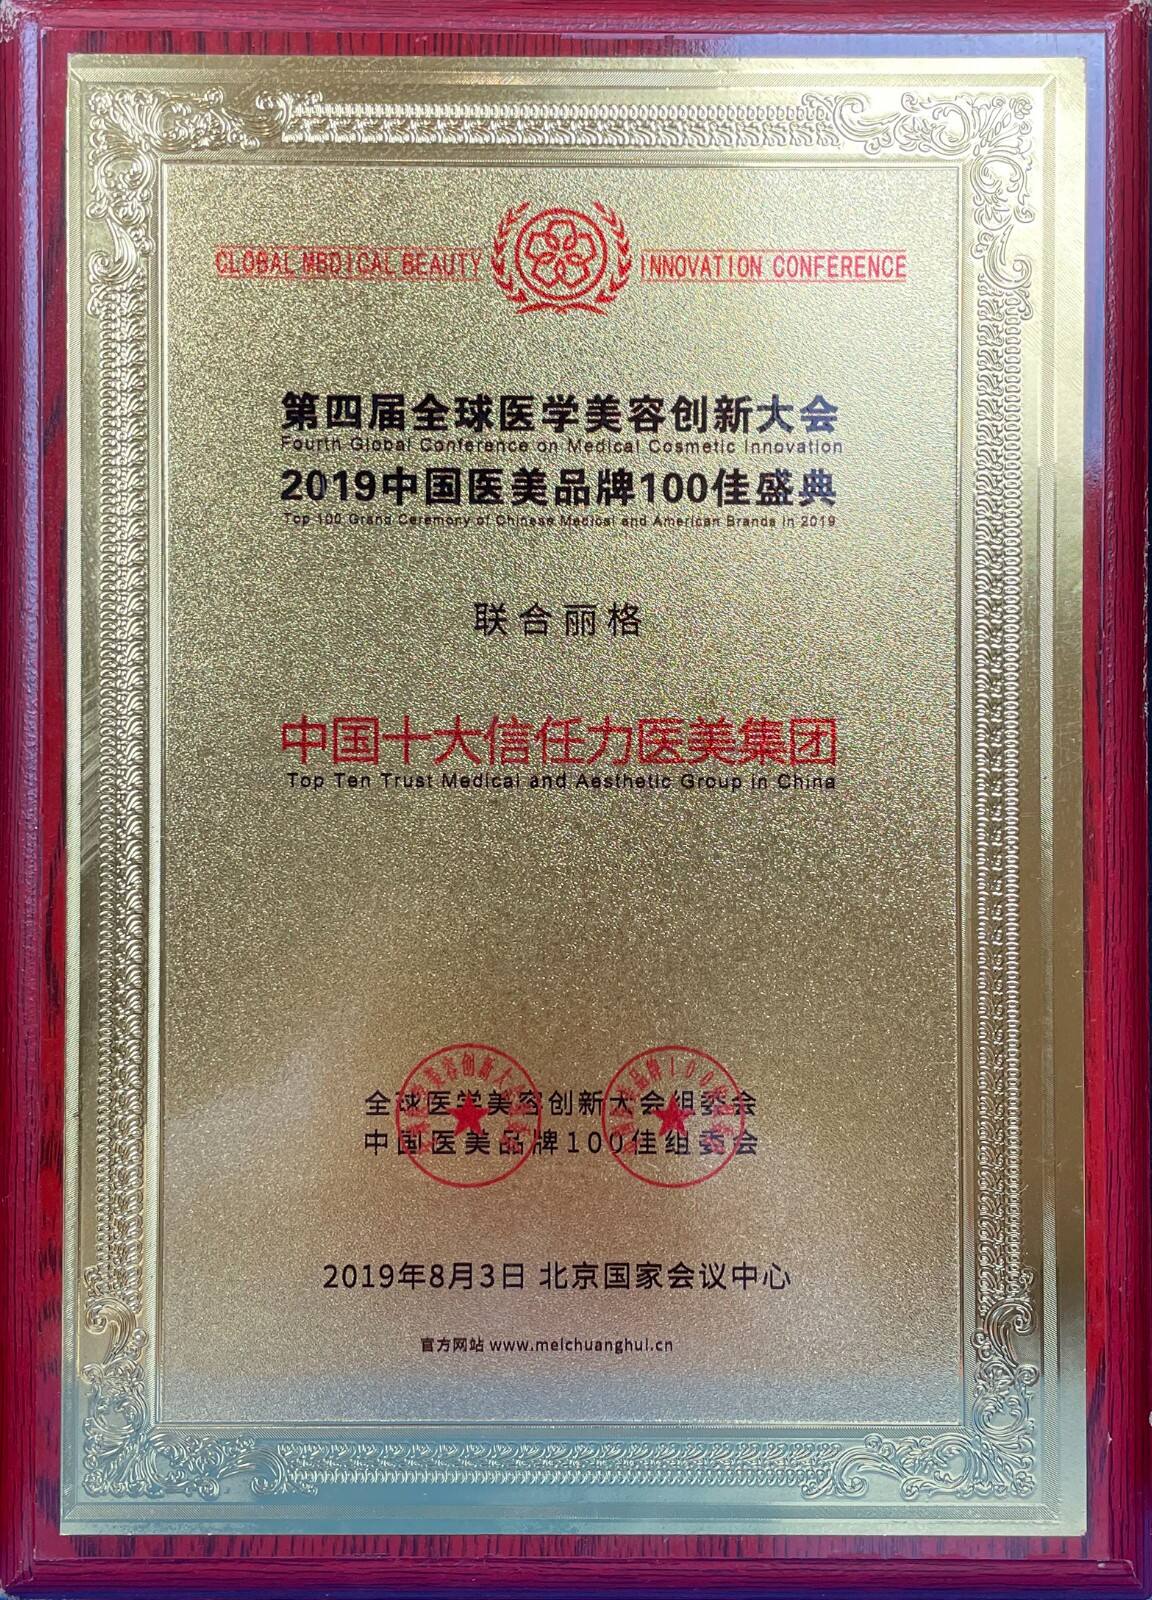 GLOBAL MBDICAL BEAUTY INNOVATION CONFERENCE
第四届全球医学美容创新大会
Fourth Global Conference on Medical Cosmetic Innovation
2019中国医美品牌100佳盛典
Top 100 Grand Ceremony of Chinese Medical and American Brands in 2019
联合丽格
中国十大信任力医美集团
Top Ten Trust Medical and Aesthetic Group in China
全球医学美容创新大会组委会
中国医美品牌100佳组委会
2019年8月3日 北京国家会议中心
官方网站 www.meichuanghui.cn